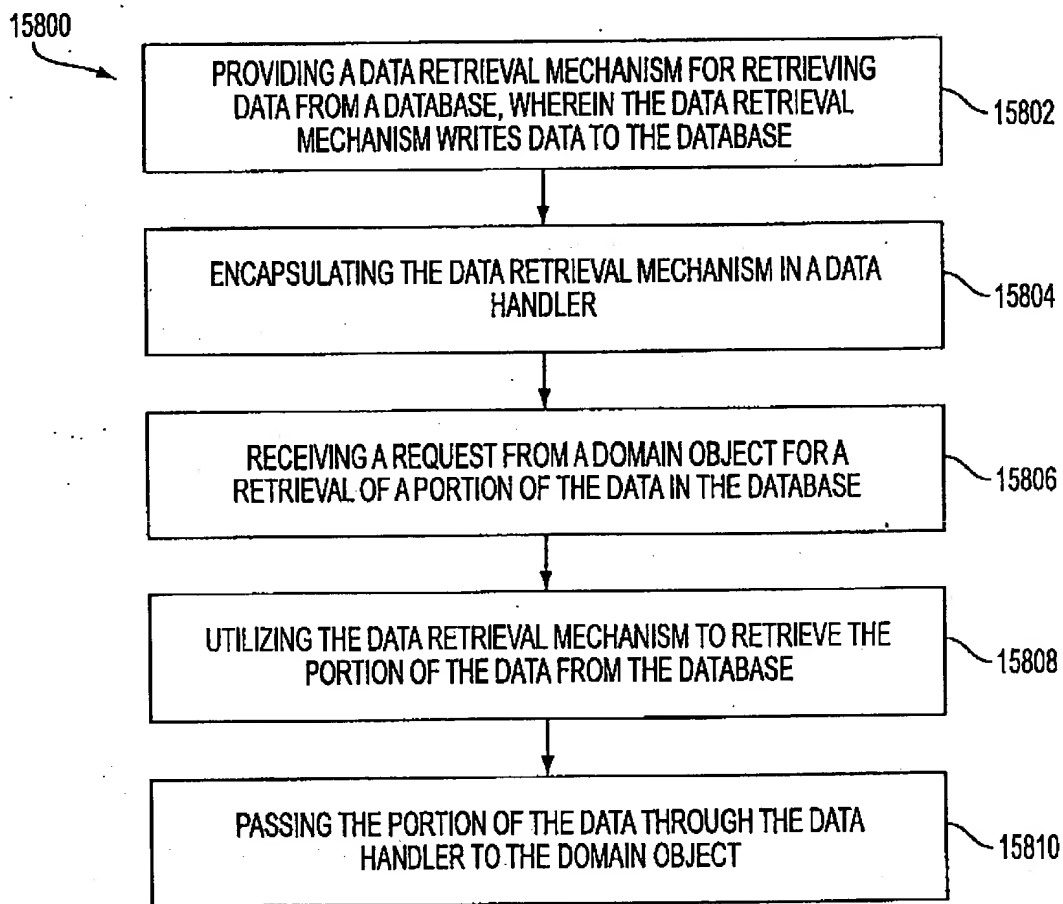 15800
PROVIDING A DATA RETRIEVAL MECHANISM FOR RETRIEVING
DATA FROM A DATABASE, WHEREIN THE DATA RETRIEVAL
MECHANISM WRITES DATA TO THE DATABASE
15802
ENCAPSULATING THE DATA RETRIEVAL MECHANISM IN A DATA
HANDLER
15804
RECEIVING A REQUEST FROM A DOMAIN OBJECT FOR A
RETRIEVAL OF A PORTION OF THE DATA IN THE DATABASE
15806
UTILIZING THE DATA RETRIEVAL MECHANISM TO RETRIEVE THE
PORTION OF THE DATA FROM THE DATABASE
15808
PASSING THE PORTION OF THE DATA THROUGH THE DATA
HANDLER TO THE DOMAIN OBJECT
15810